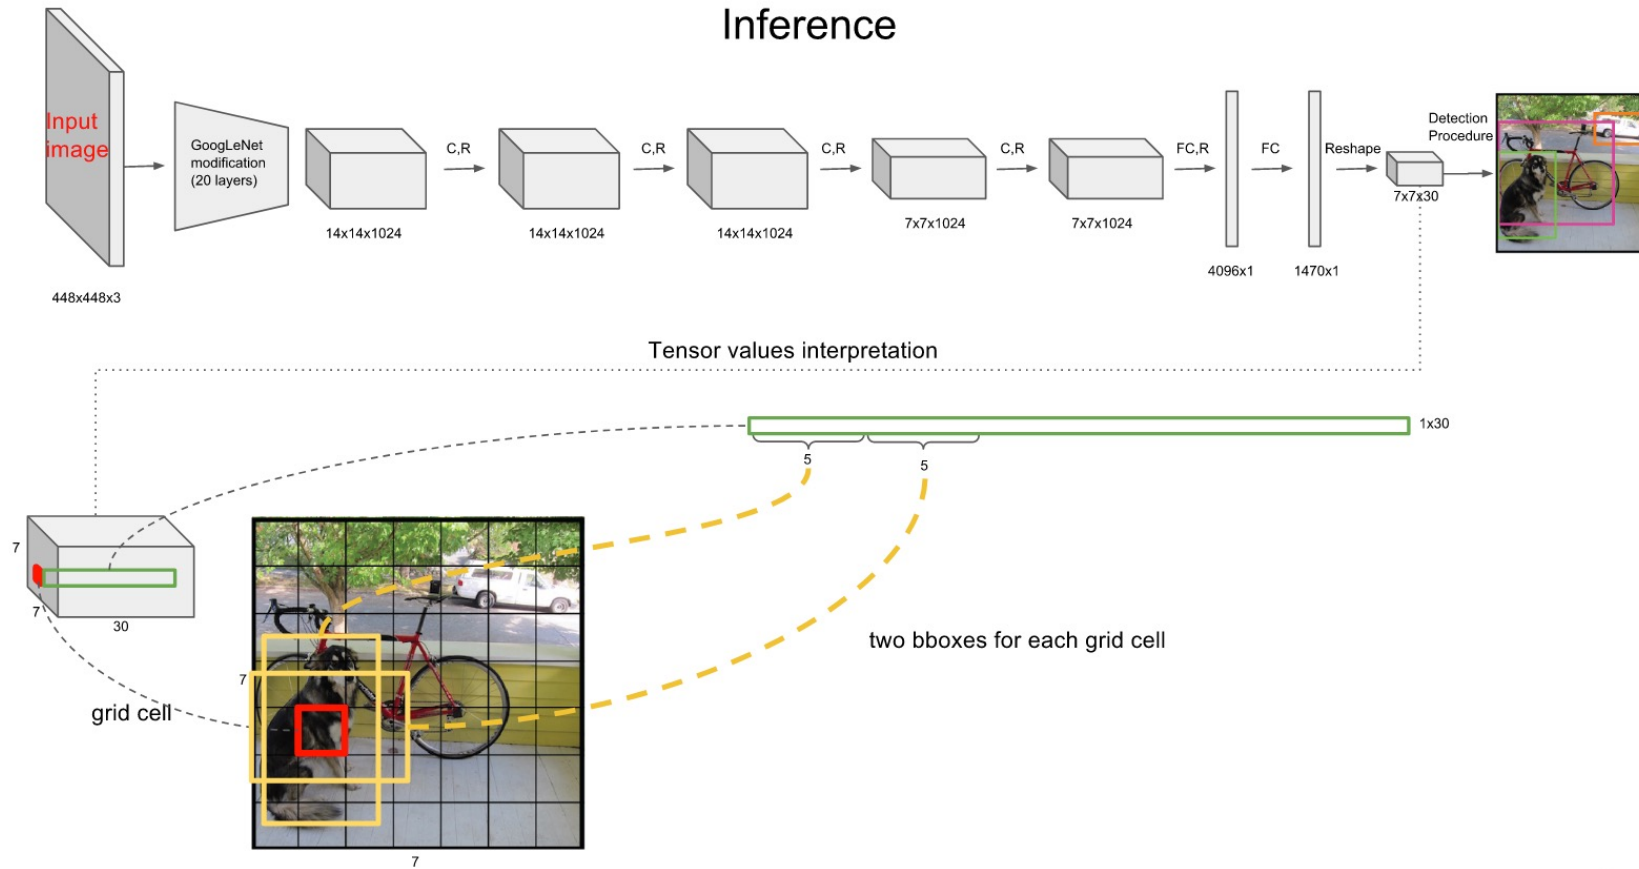 Inference
Input
image
448x448x3
GoogLeNet
modification
(20 layers)
14x14x1024
C,R
14x14x1024
C,R
14x14x1024
C,R
7x7x1024
C,R
7x7x1024
FC,R
4096x1
FC
1470x1
Reshape
7x7x30
Detection
Procedure
Tensor values interpretation
1x30
5
5
7
7
30
grid cell
7
7
two bboxes for each grid cell